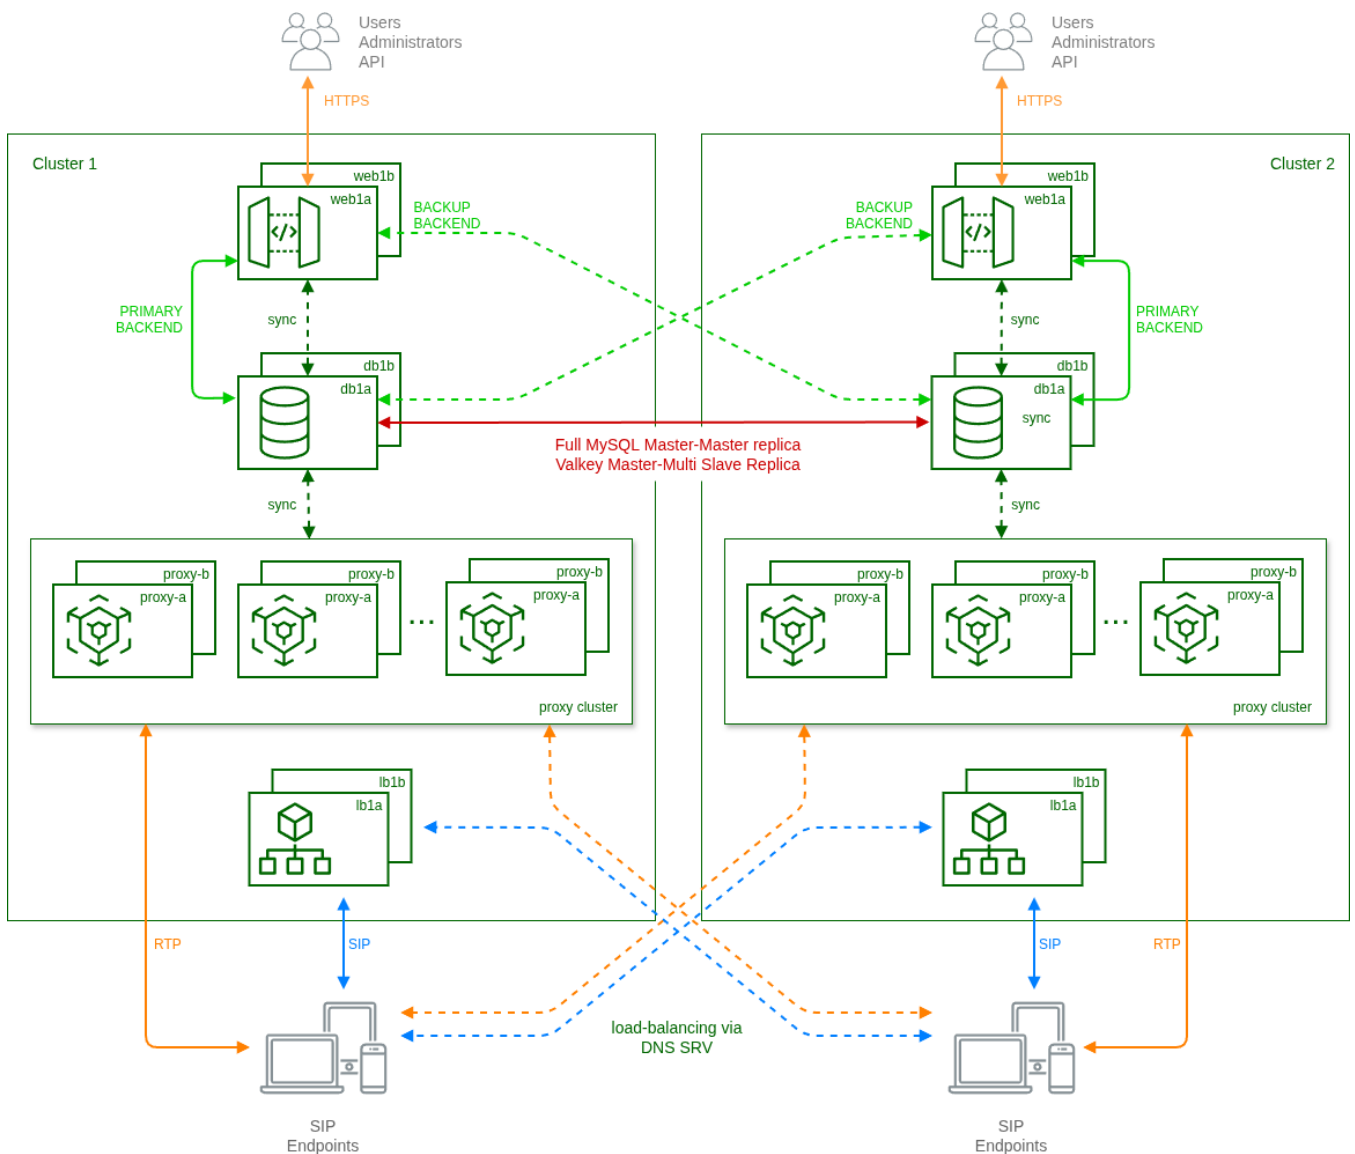 Users
Administrators
API
Users
Administrators
API
HTTPS
HTTPS
Cluster 1
Cluster 2
web1b
web1a
BACKUP
BACKEND
BACKUP
BACKEND
web1b
web1a
</>
</>
PRIMARY
BACKEND
sync
sync
PRIMARY
BACKEND
db1b
db1a
db1b
db1a
sync
Full MySQL Master-Master replica
Valkey Master-Multi Slave Replica
sync
sync
proxy-b
proxy-a
proxy-b
proxy-a
...
proxy-b
proxy-a
proxy cluster
proxy-b
proxy-a
proxy-b
proxy-a
...
proxy-b
proxy-a
proxy cluster
lb1b
lb1a
lb1b
lb1a
RTP
SIP
SIP
RTP
load-balancing via
DNS SRV
SIP
Endpoints
SIP
Endpoints